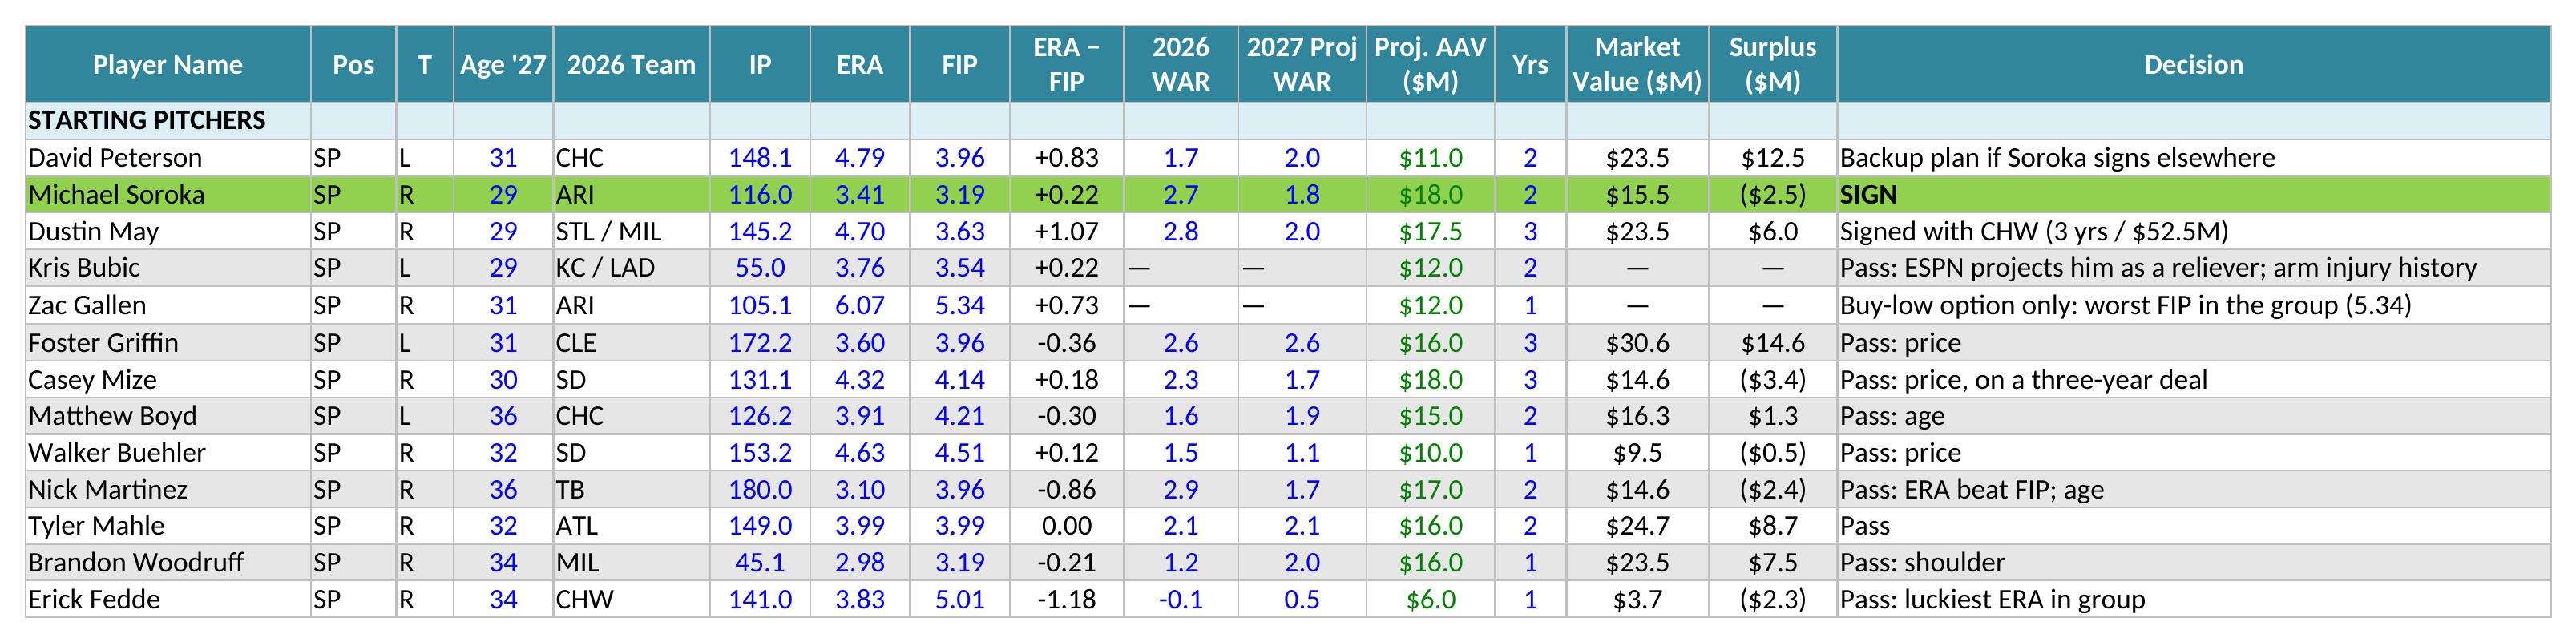 Player Name Pos T Age '27 2026 Team IP ERA FIP ERA − FIP 2026 WAR 2027 Proj WAR Proj. AAV ($M) Yrs Market Value ($M) Surplus ($M) Decision
STARTING PITCHERS
David Peterson SP L 31 CHC 148.1 4.79 3.96 +0.83 1.7 2.0 $11.0 2 $23.5 $12.5 Backup plan if Soroka signs elsewhere
Michael Soroka SP R 29 ARI 116.0 3.41 3.19 +0.22 2.7 1.8 $18.0 2 $15.5 ($2.5) SIGN
Dustin May SP R 29 STL / MIL 145.2 4.70 3.63 +1.07 2.8 2.0 $17.5 3 $23.5 $6.0 Signed with CHW (3 yrs / $52.5M)
Kris Bubic SP L 29 KC / LAD 55.0 3.76 3.54 +0.22 — — $12.0 2 — — Pass: ESPN projects him as a reliever; arm injury history
Zac Gallen SP R 31 ARI 105.1 6.07 5.34 +0.73 — — $12.0 1 — — Buy-low option only: worst FIP in the group (5.34)
Foster Griffin SP L 31 CLE 172.2 3.60 3.96 -0.36 2.6 2.6 $16.0 3 $30.6 $14.6 Pass: price
Casey Mize SP R 30 SD 131.1 4.32 4.14 +0.18 2.3 1.7 $18.0 3 $14.6 ($3.4) Pass: price, on a three-year deal
Matthew Boyd SP L 36 CHC 126.2 3.91 4.21 -0.30 1.6 1.9 $15.0 2 $16.3 $1.3 Pass: age
Walker Buehler SP R 32 SD 153.2 4.63 4.51 +0.12 1.5 1.1 $10.0 1 $9.5 ($0.5) Pass: price
Nick Martinez SP R 36 TB 180.0 3.10 3.96 -0.86 2.9 1.7 $17.0 2 $14.6 ($2.4) Pass: ERA beat FIP; age
Tyler Mahle SP R 32 ATL 149.0 3.99 3.99 0.00 2.1 2.1 $16.0 2 $24.7 $8.7 Pass
Brandon Woodruff SP R 34 MIL 45.1 2.98 3.19 -0.21 1.2 2.0 $16.0 1 $23.5 $7.5 Pass: shoulder
Erick Fedde SP R 34 CHW 141.0 3.83 5.01 -1.18 -0.1 0.5 $6.0 1 $3.7 ($2.3) Pass: luckiest ERA in group